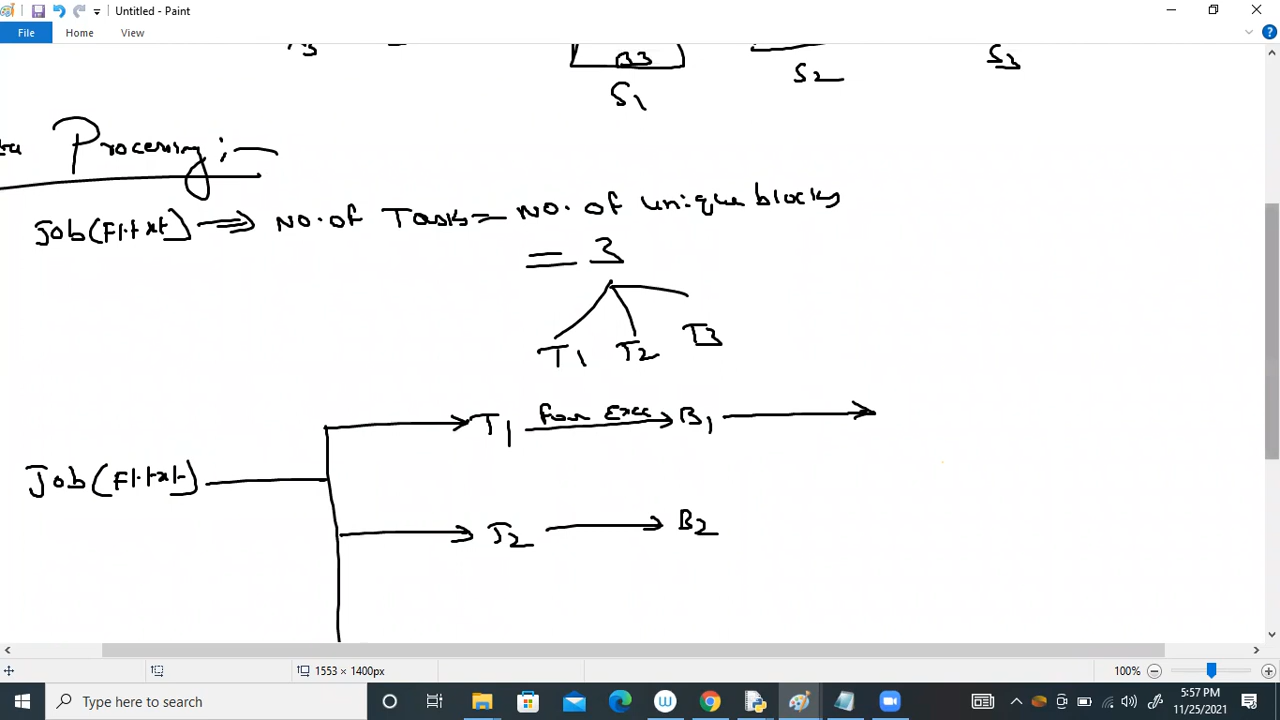 Untitled - Paint
File Home View
B3
S1
S2
S3
Processing :-
Job(F1.txt) => No. of Tasks = No. of unique blocks
= 3
T1 T2 T3
T1 for Exec B1
Job(F1.txt)
T2 B2
1553 × 1400px
100%
Type here to search
5:57 PM
11/25/2021